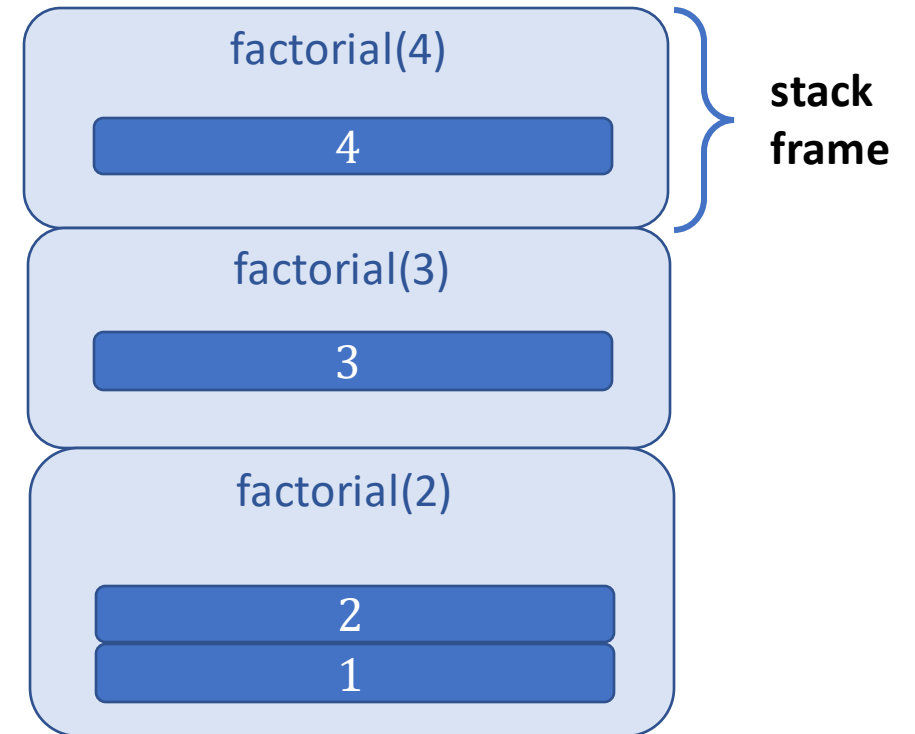 factorial(4)
4
stack
frame
factorial(3)
3
factorial(2)
2
1